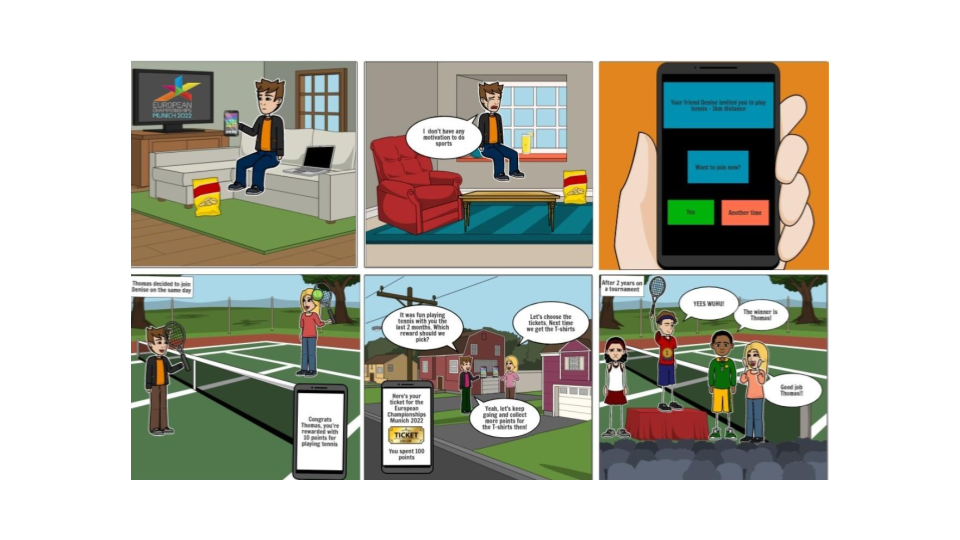 EUROPEAN
CHAMPIONSHIPS
MUNICH 2022
I don't have any
motivation to do
sports
Your friend Denise invited you to play
tennis - 3km distance
Want to join now?
Yes
Another time
Thomas decided to join
Denise on the same day
Congrats
Thomas, you're
rewarded with
10 points for
playing tennis
It was fun playing
tennis with you the
last 2 months. Which
reward should we
pick?
Let's choose the
tickets. Next time
we get the T-shirts
Yeah, let's keep
going and collect
more points for
the T-shirts then!
Here's your
ticket for the
European
Championships
Munich 2022
TICKET
You spent 100
points
After 2 years on
a tournament
YEES WUHU!
The winner is
Thomas!
Good job
Thomas!!